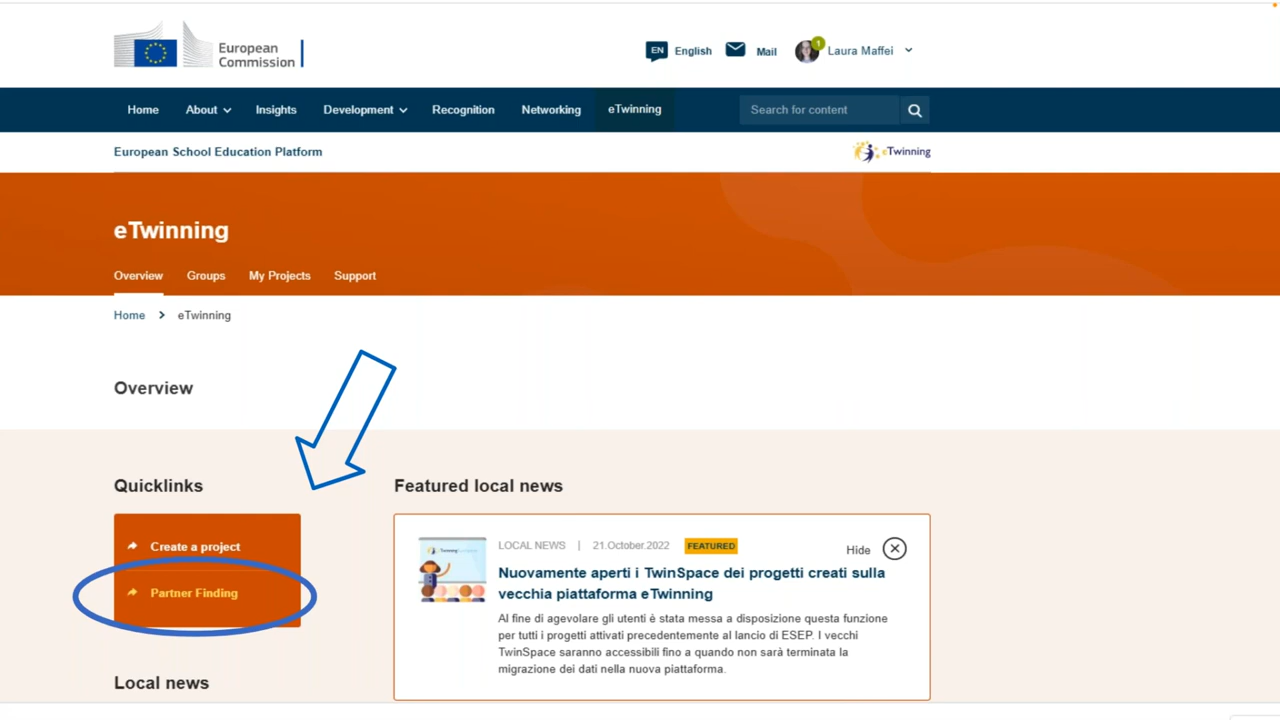 European
Commission
EN English Mail 1 Laura Maffei
Home About Insights Development Recognition Networking eTwinning Search for content
European School Education Platform
eTwinning
eTwinning
Overview Groups My Projects Support
Home eTwinning
Overview
Quicklinks
Create a project
Partner Finding
Local news
Featured local news
LOCAL NEWS | 21.October.2022 FEATURED
Hide
Nuovamente aperti i TwinSpace dei progetti creati sulla
vecchia piattaforma eTwinning
Al fine di agevolare gli utenti è stata messa a disposizione questa funzione
per tutti i progetti attivati precedentemente al lancio di ESEP. I vecchi
TwinSpace saranno accessibili fino a quando non sarà terminata la
migrazione dei dati nella nuova piattaforma.